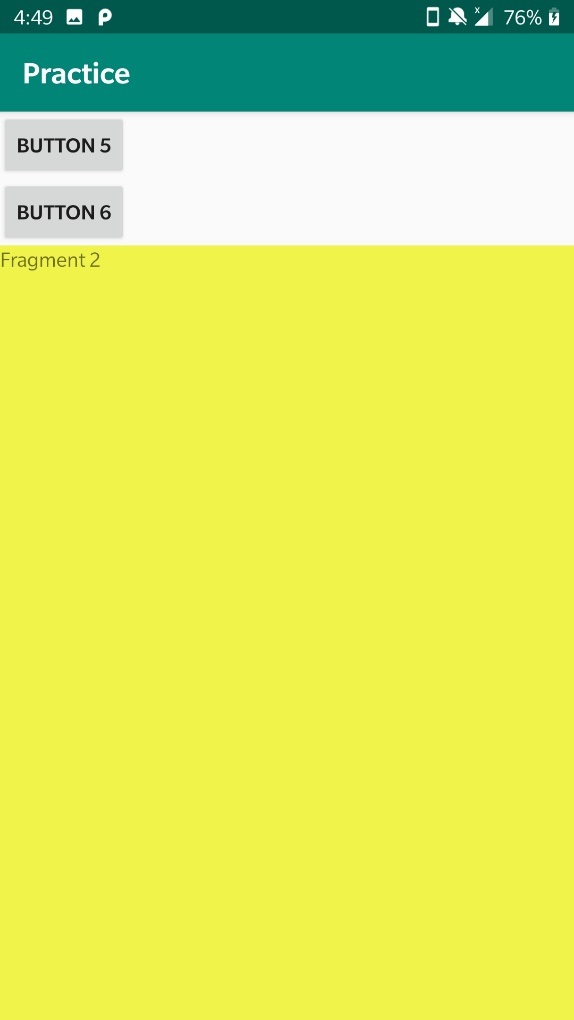 4:49 76%
Practice
BUTTON 5
BUTTON 6
Fragment 2